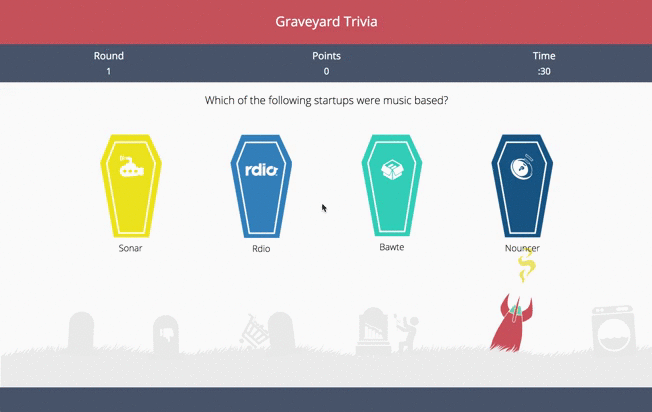 Graveyard Trivia
Round
Points
Time
1
0
:30
Which of the following startups were music based?
rdio
Sonar
Rdio
Bawte
Nouncer